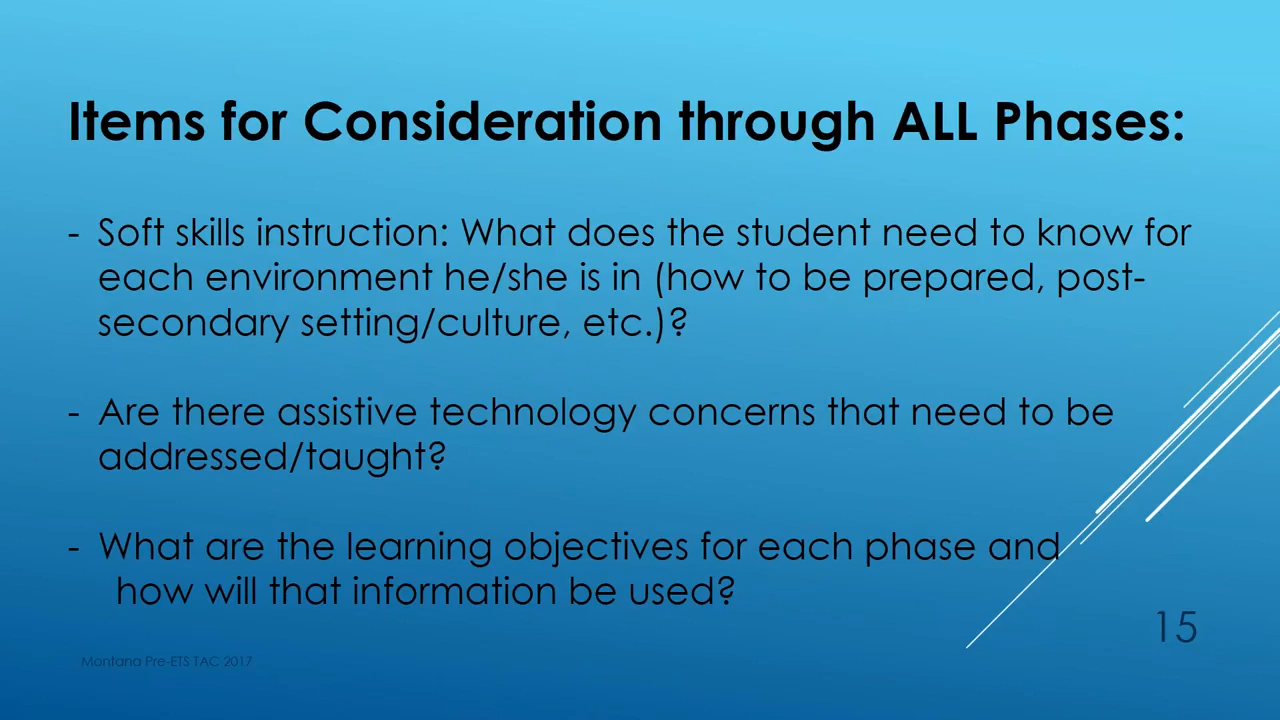 Items for Consideration through ALL Phases:
- Soft skills instruction: What does the student need to know for
each environment he/she is in (how to be prepared, post-
secondary setting/culture, etc.)?
- Are there assistive technology concerns that need to be
addressed/taught?
- What are the learning objectives for each phase and
how will that information be used?
15
Montana Pre-ETS TAC 2017